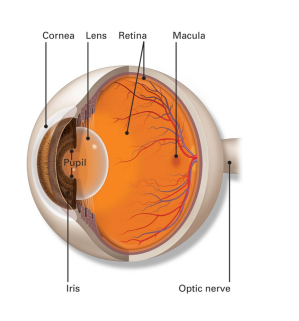 Cornea Lens Retina Macula
Pupil
Iris Optic nerve